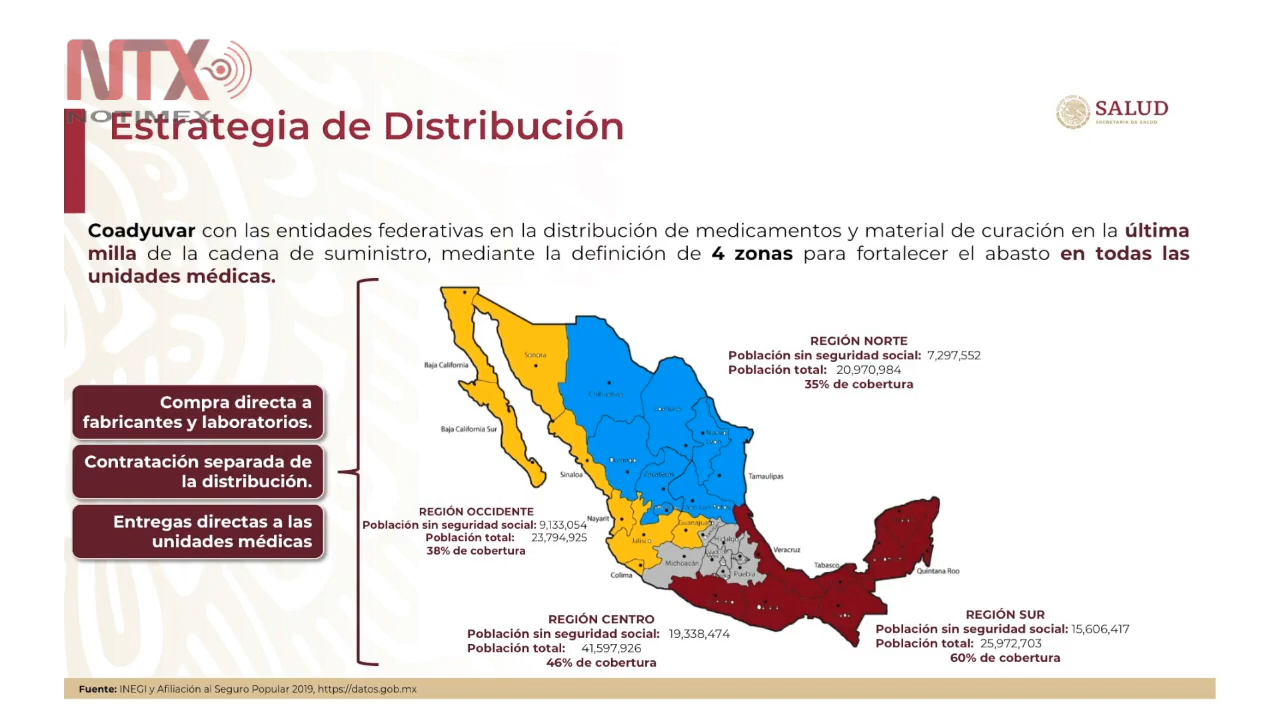 NTX
NOTIMEX
Estrategia de Distribución
SALUD
SECRETARÍA DE SALUD
Coadyuvar con las entidades federativas en la distribución de medicamentos y material de curación en la última
milla de la cadena de suministro, mediante la definición de 4 zonas para fortalecer el abasto en todas las
unidades médicas.
Compra directa a
fabricantes y laboratorios.
Contratación separada de
la distribución.
Entregas directas a las
unidades médicas
Baja California
Sonora
Chihuahua
Baja California Sur
Sinaloa
Durango
Zacatecas
Tamaulipas
Nayarit
Jalisco
Guanajuato
Hidalgo
Colima
Michoacán
Puebla
Veracruz
Tabasco
Quintana Roo
REGIÓN NORTE
Población sin seguridad social: 7,297,552
Población total: 20,970,984
35% de cobertura
REGIÓN OCCIDENTE
Población sin seguridad social: 9,133,054
Población total: 23,794,925
38% de cobertura
REGIÓN CENTRO
Población sin seguridad social: 19,338,474
Población total: 41,597,926
46% de cobertura
REGIÓN SUR
Población sin seguridad social: 15,606,417
Población total: 25,972,703
60% de cobertura
Fuente: INEGI y Afiliación al Seguro Popular 2019, https://datos.gob.mx